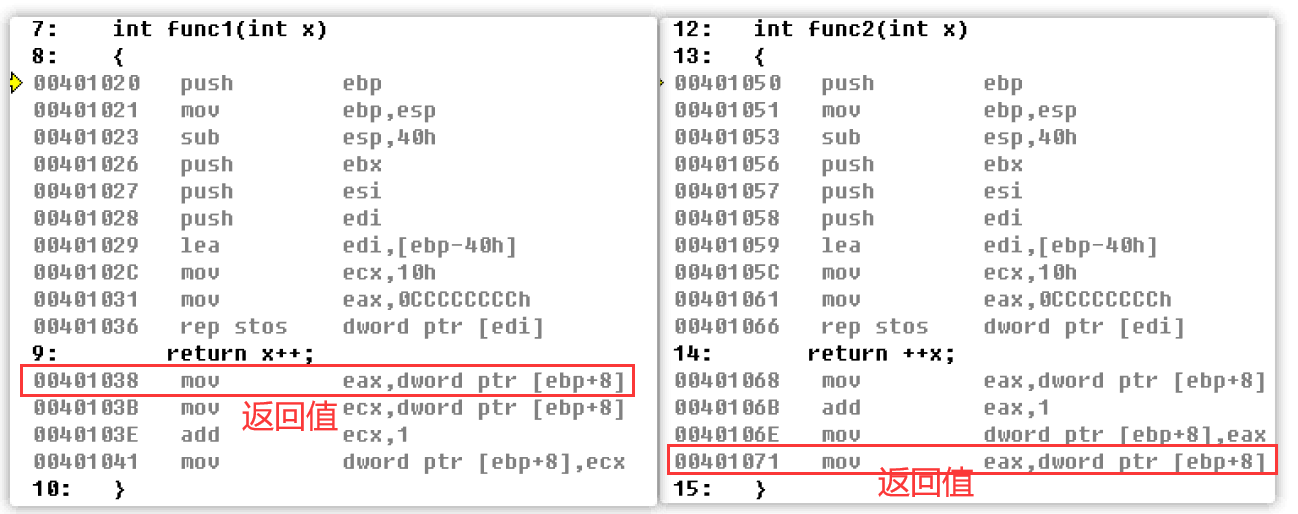 7: int func1(int x)
8: {
00401020 push ebp
00401021 mov ebp,esp
00401023 sub esp,40h
00401026 push ebx
00401027 push esi
00401028 push edi
00401029 lea edi,[ebp-40h]
0040102C mov ecx,10h
00401031 mov eax,0CCCCCCCCh
00401036 rep stos dword ptr [edi]
9: return x++;
00401038 mov eax,dword ptr [ebp+8]
0040103B mov ecx,dword ptr [ebp+8]
返回值
0040103E add ecx,1
00401041 mov dword ptr [ebp+8],ecx
10: }
12: int func2(int x)
13: {
00401050 push ebp
00401051 mov ebp,esp
00401053 sub esp,40h
00401056 push ebx
00401057 push esi
00401058 push edi
00401059 lea edi,[ebp-40h]
0040105C mov ecx,10h
00401061 mov eax,0CCCCCCCCh
00401066 rep stos dword ptr [edi]
14: return ++x;
00401068 mov eax,dword ptr [ebp+8]
0040106B add eax,1
0040106E mov dword ptr [ebp+8],eax
00401071 mov eax,dword ptr [ebp+8]
返回值
15: }